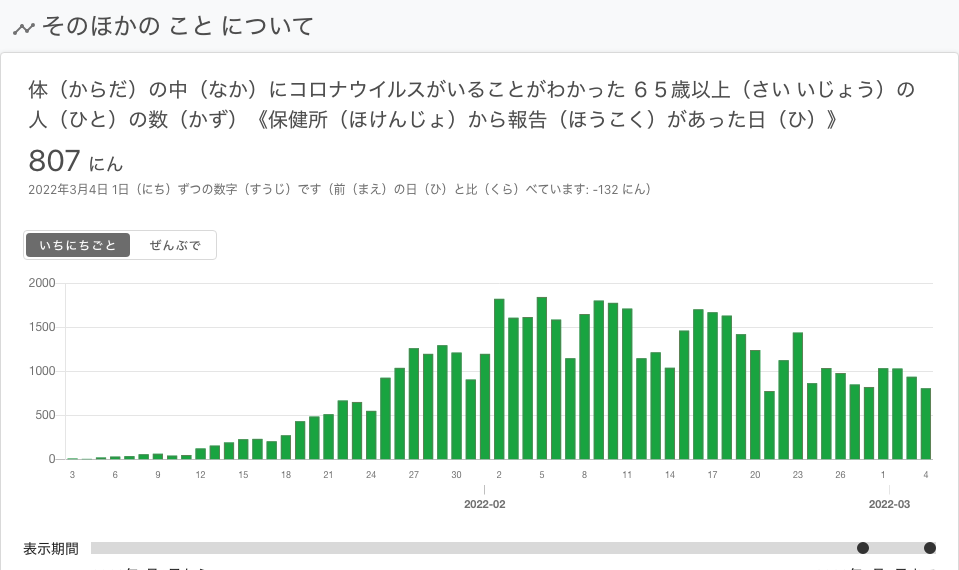 そのほかの こと について
体（からだ）の中（なか）にコロナウイルスがいることがわかった ６５歳以上（さい いじょう）の
人（ひと）の数（かず）《保健所（ほけんじょ）から報告（ほうこく）があった日（ひ）》
807 にん
2022年3月4日 1日（にち）ずつの数字（すうじ）です（前（まえ）の日（ひ）と比（くら）べています: -132 にん）
いちにちごと ぜんぶで
2000
1500
1000
500
0
3 6 9 12 15 18 21 24 27 30 2 5 8 11 14 17 20 23 26 1 4
2022-02 2022-03
表示期間